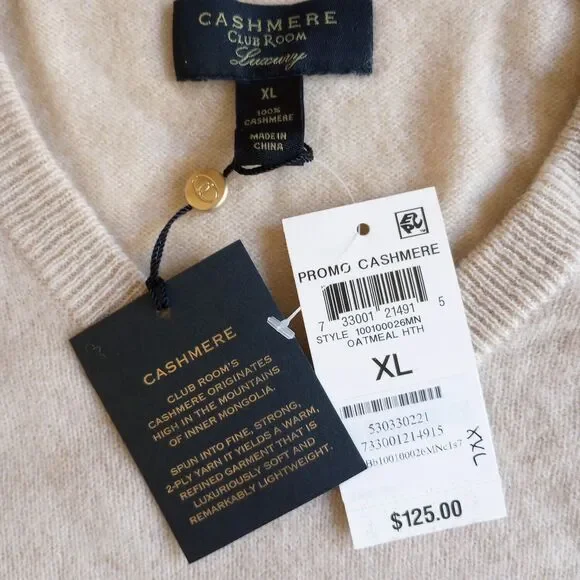 CASHMERE
CLUB ROOM
Luxury
XL
100%
CASHMERE
MADE IN
CHINA
CASHMERE
CLUB ROOM'S
CASHMERE ORIGINATES
HIGH IN THE MOUNTAINS
OF INNER MONGOLIA.
SPUN INTO FINE, STRONG,
2-PLY YARN IT YIELDS A WARM,
REFINED GARMENT THAT IS
LUXURIOUSLY SOFT AND
REMARKABLY LIGHTWEIGHT.
EPC
PROMO CASHMERE
7 33001 21491 5
STYLE 100100026MN
OATMEAL HTH
XL
530330221
733001214915
XXL
$125.00